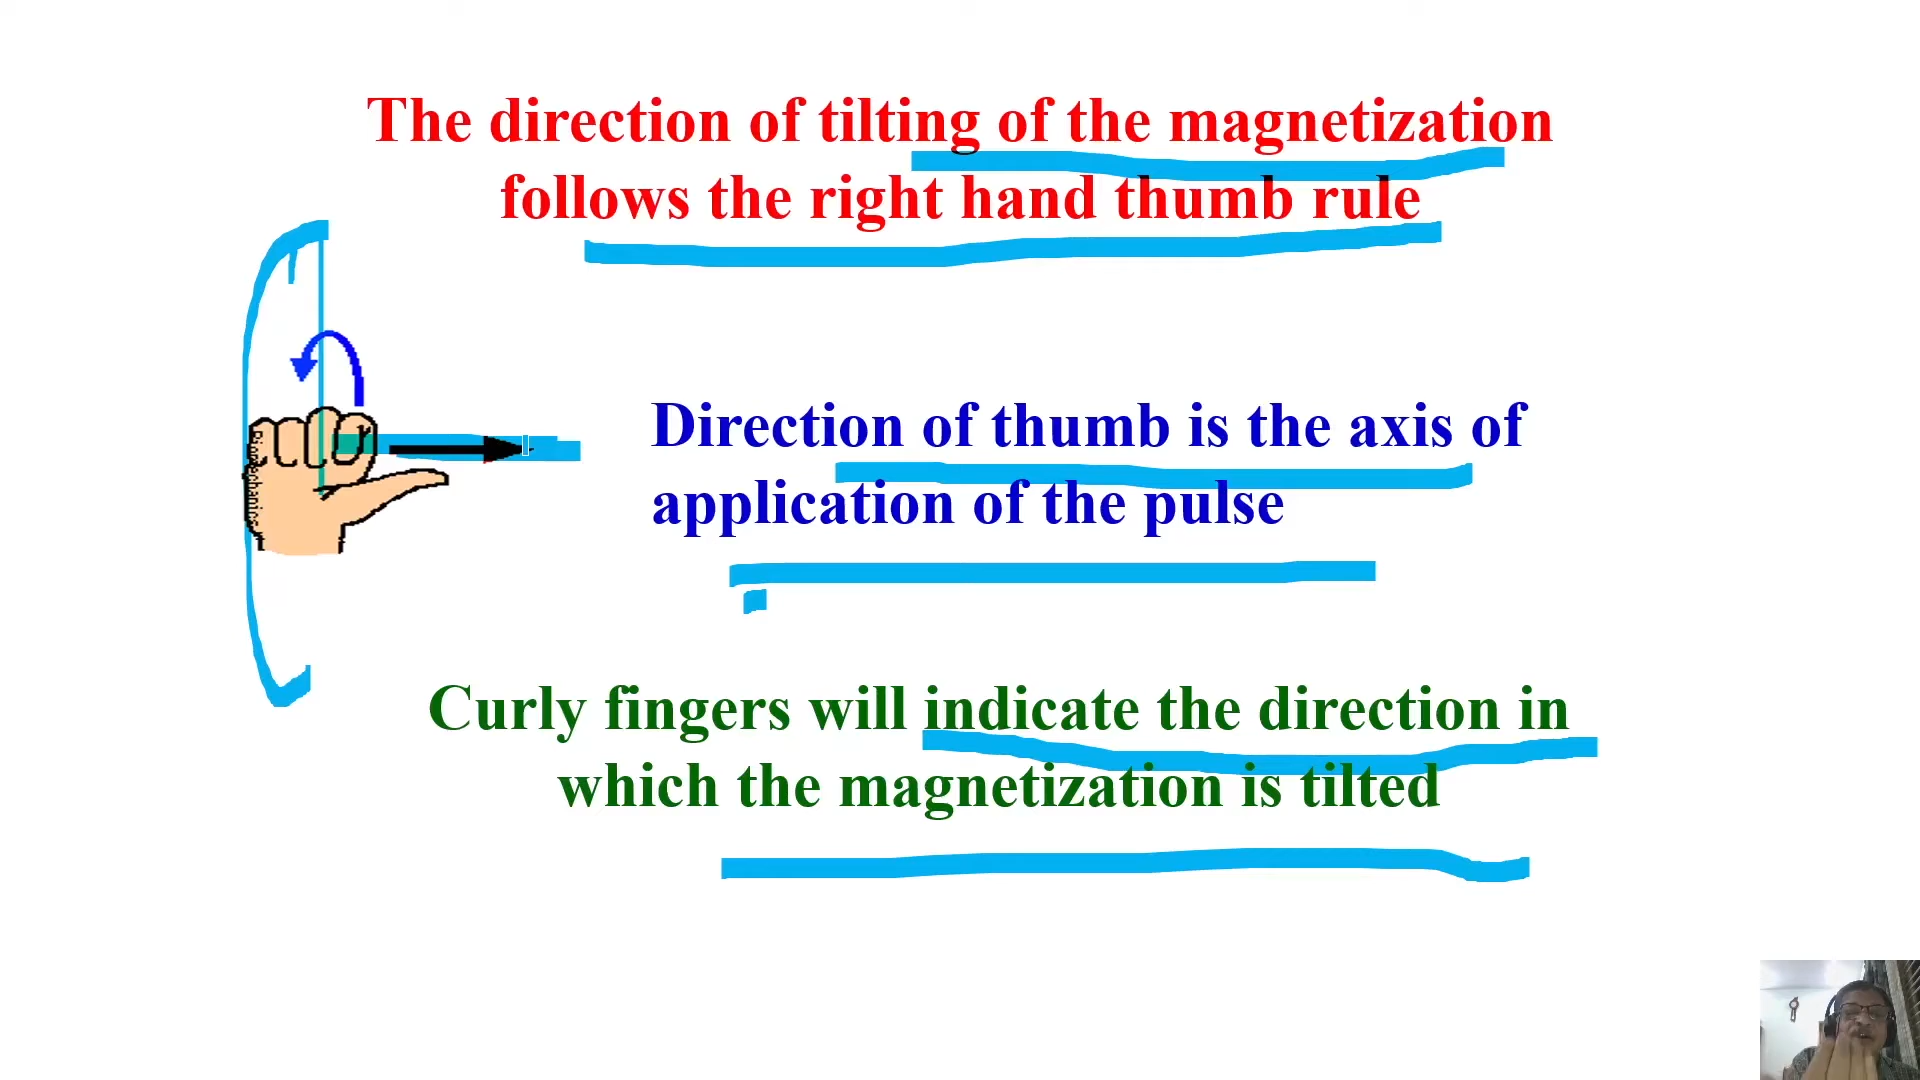 The direction of tilting of the magnetization
follows the right hand thumb rule
Biomechanics
Direction of thumb is the axis of
application of the pulse
Curly fingers will indicate the direction in
which the magnetization is tilted